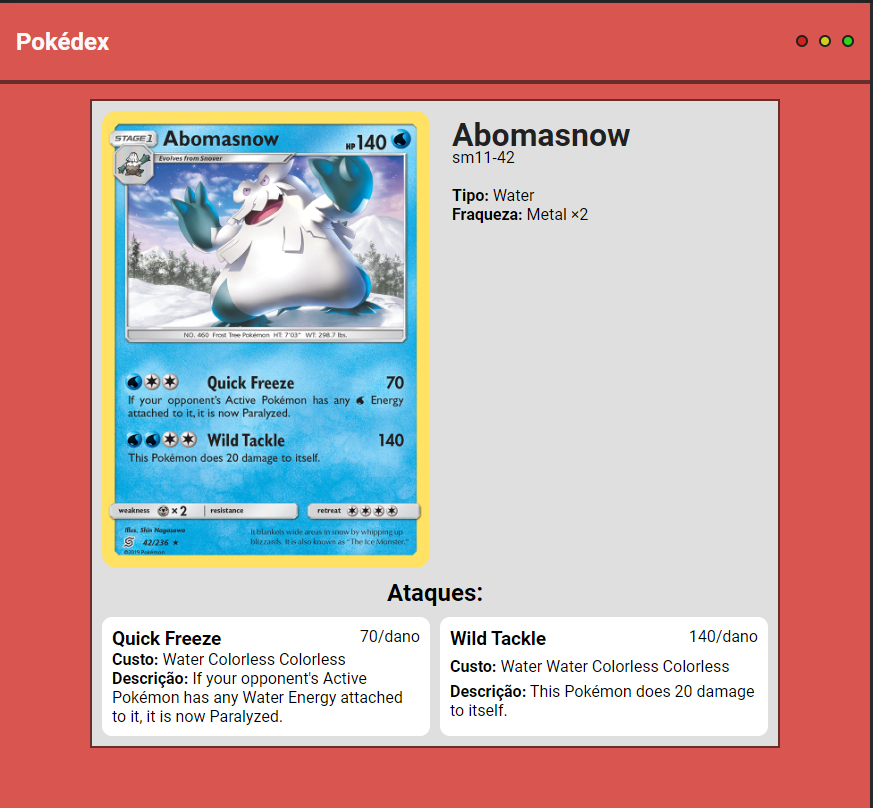 Pokédex
STAGE 1 Abomasnow HP 140
Evolves from Snover
NO. 460 Frost Tree Pokémon HT: 7'03" WT: 298.7 lbs.
Quick Freeze 70
If your opponent's Active Pokémon has any Energy
attached to it, it is now Paralyzed.
Wild Tackle 140
This Pokémon does 20 damage to itself.
weakness ×2 resistance retreat
Illus. Shin Nagasawa
42/236 ★
©2019 Pokémon
It blankets wide areas in snow by whipping up
blizzards. It is also known as "The Ice Monster."
Abomasnow
sm11-42
Tipo: Water
Fraqueza: Metal ×2
Ataques:
Quick Freeze 70/dano
Custo: Water Colorless Colorless
Descrição: If your opponent's Active
Pokémon has any Water Energy attached
to it, it is now Paralyzed.
Wild Tackle 140/dano
Custo: Water Water Colorless Colorless
Descrição: This Pokémon does 20 damage
to itself.